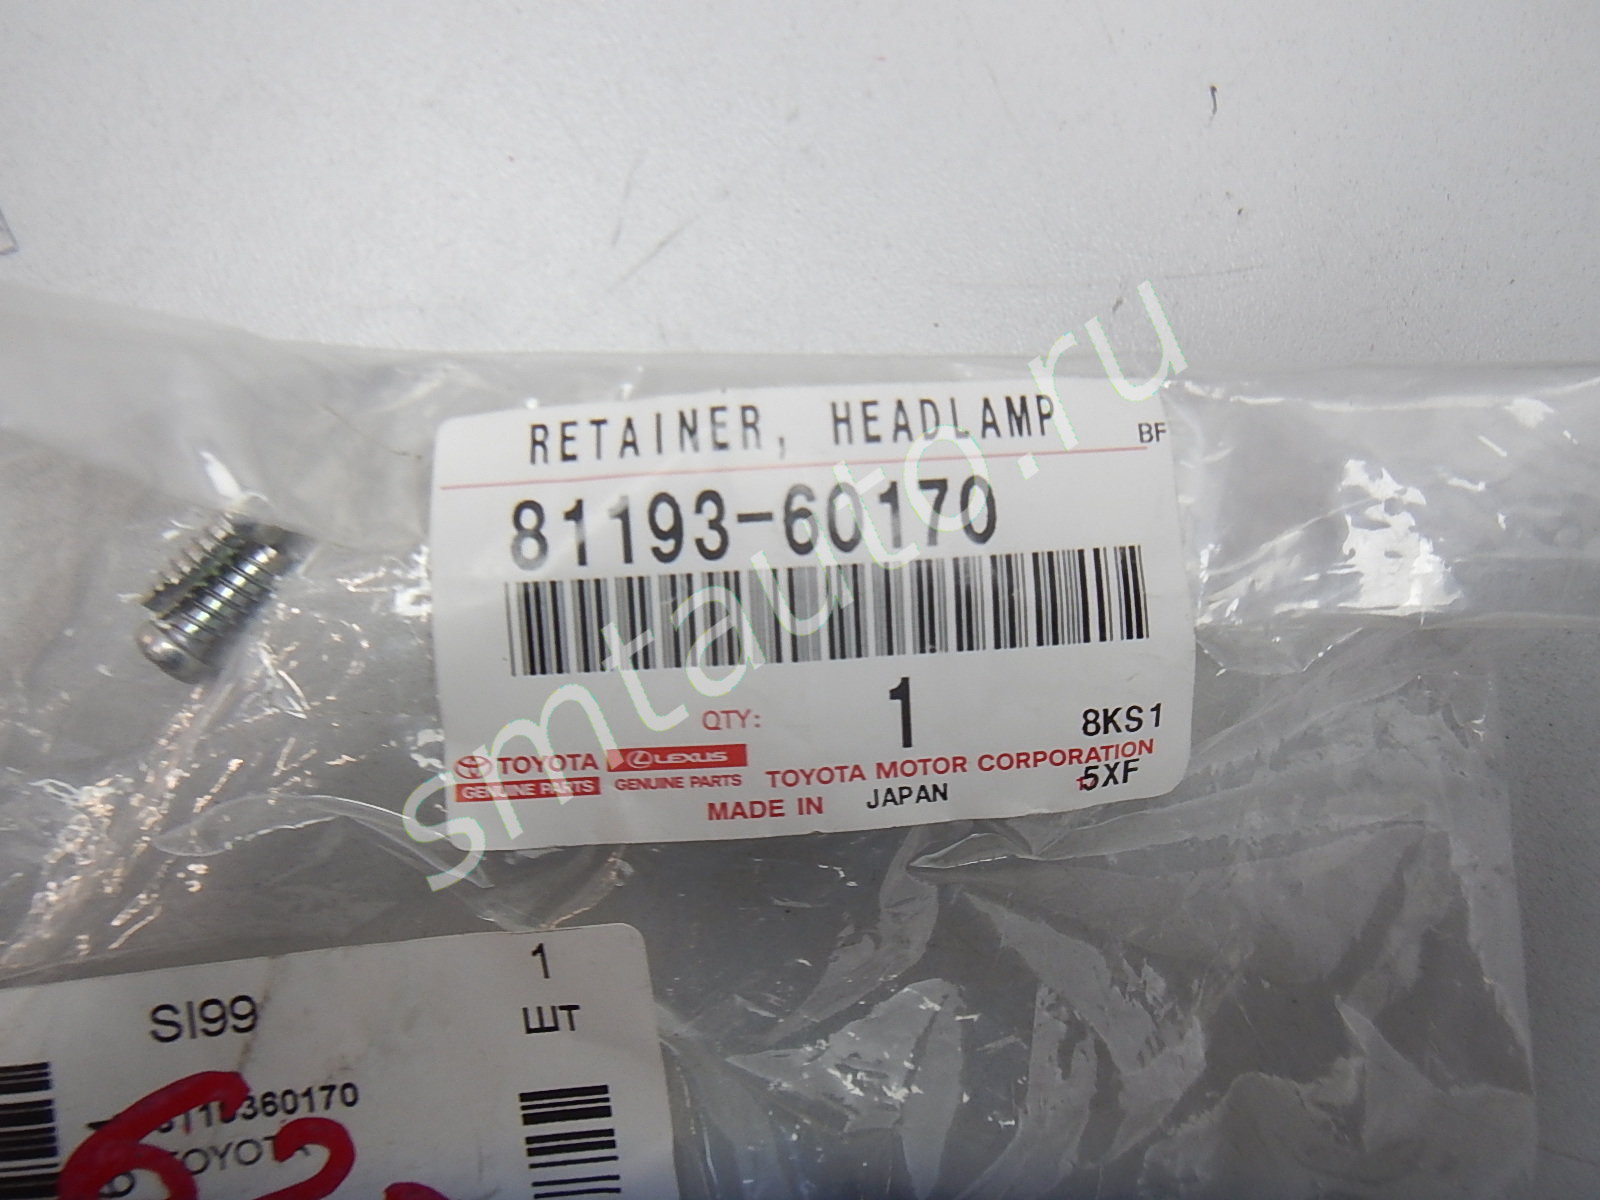 RETAINER, HEADLAMP
BF
81193-60170
QTY: 1
8KS1
TOYOTA LEXUS
GENUINE PARTS GENUINE PARTS
TOYOTA MOTOR CORPORATION
5XF
MADE IN JAPAN
smtauto.ru
SI99
1
ШТ
60170
TOYOTA